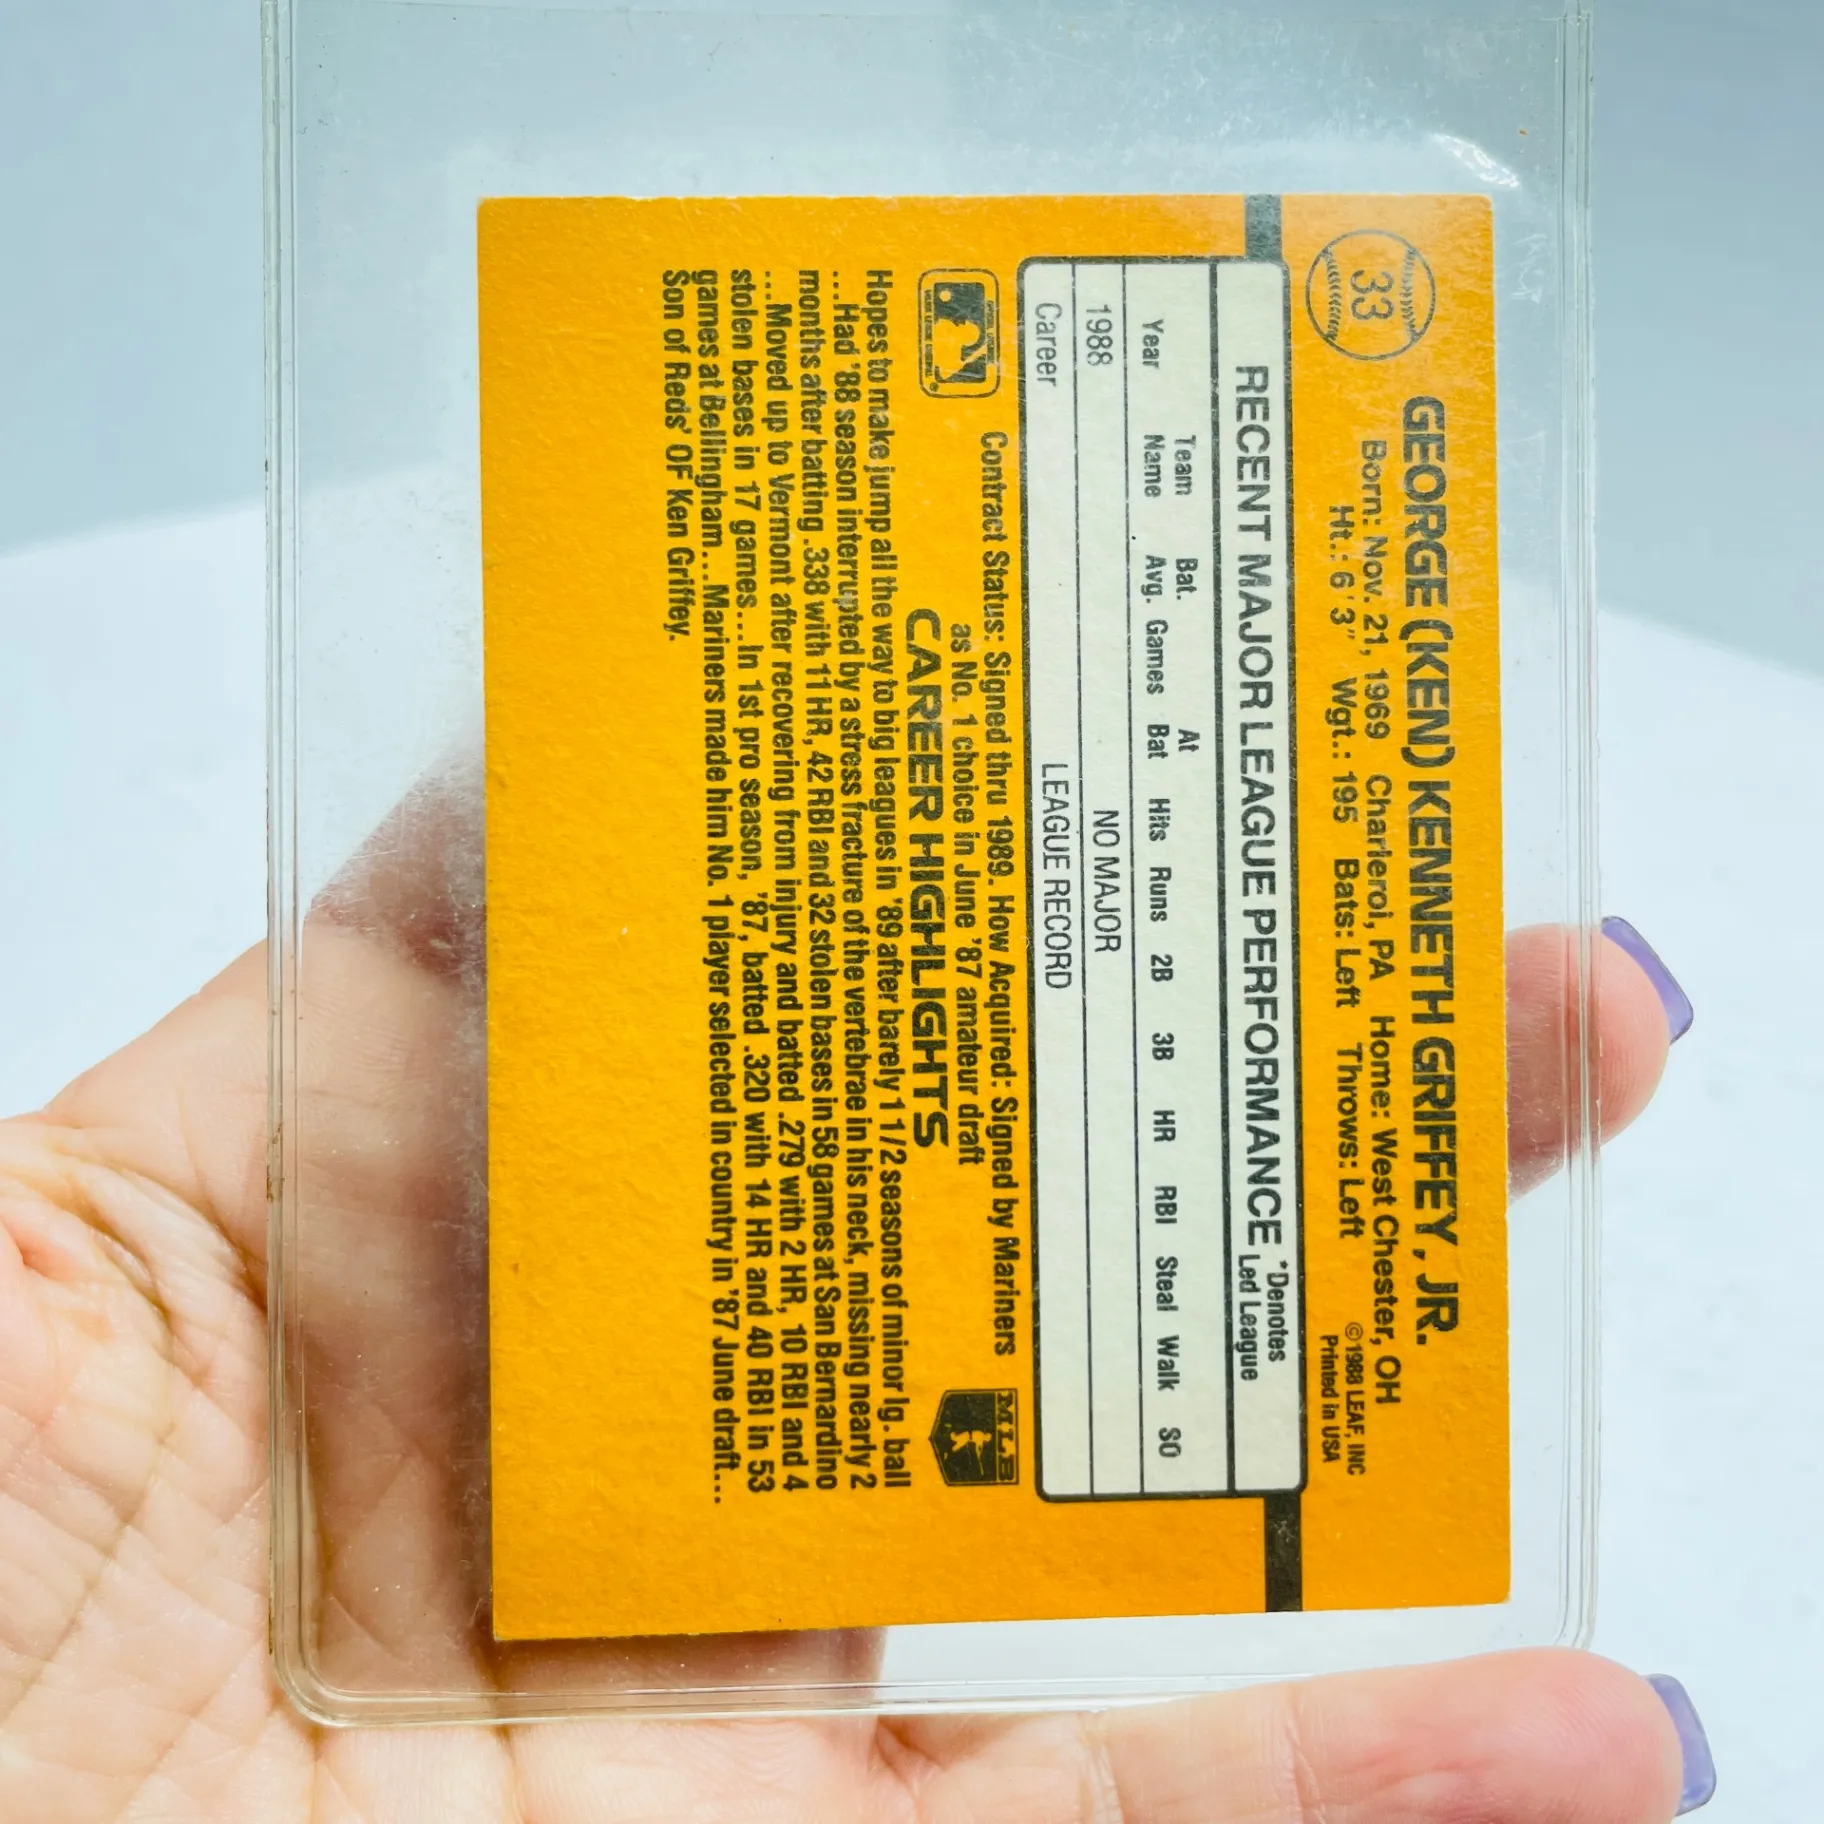 33
GEORGE (KEN) KENNETH GRIFFEY, JR.
Born: Nov. 21, 1969 Charleroi, PA Home: West Chester, OH
Ht.: 6' 3" Wgt.: 195 Bats: Left Throws: Left
©1988 LEAF, INC
Printed in USA
RECENT MAJOR LEAGUE PERFORMANCE *Denotes Led League
Year Team Name Bat. Avg. Games At Bat Hits Runs 2B 3B HR RBI Steal Walk SO
1988 NO MAJOR
Career LEAGUE RECORD
Contract Status: Signed thru 1989. How Acquired: Signed by Mariners
as No. 1 choice in June '87 amateur draft
MLB
CAREER HIGHLIGHTS
Hopes to make jump all the way to big leagues in '89 after barely 1 1/2 seasons of minor lg. ball
...Had '88 season interrupted by a stress fracture of the vertebrae in his neck, missing nearly 2
months after batting .338 with 11 HR, 42 RBI and 32 stolen bases in 58 games at San Bernardino
...Moved up to Vermont after recovering from injury and batted .279 with 2 HR, 10 RBI and 4
stolen bases in 17 games...In 1st pro season, '87, batted .320 with 14 HR and 40 RBI in 53
games at Bellingham...Mariners made him No. 1 player selected in country in '87 June draft...
Son of Reds' OF Ken Griffey.